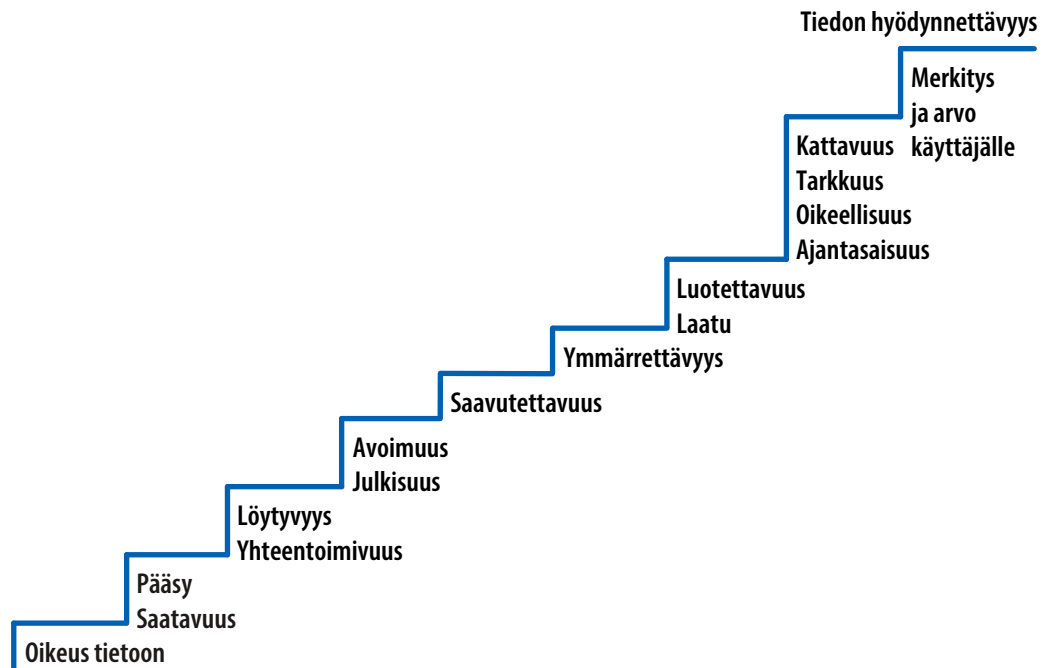 Tiedon hyödynnettävyys
Merkitys
ja arvo
käyttäjälle
Kattavuus
Tarkkuus
Oikeellisuus
Ajantasaisuus
Luotettavuus
Laatu
Ymmärrettävyys
Saavutettavuus
Avoimuus
Julkisuus
Löytyvyys
Yhteentoimivuus
Pääsy
Saatavuus
Oikeus tietoon